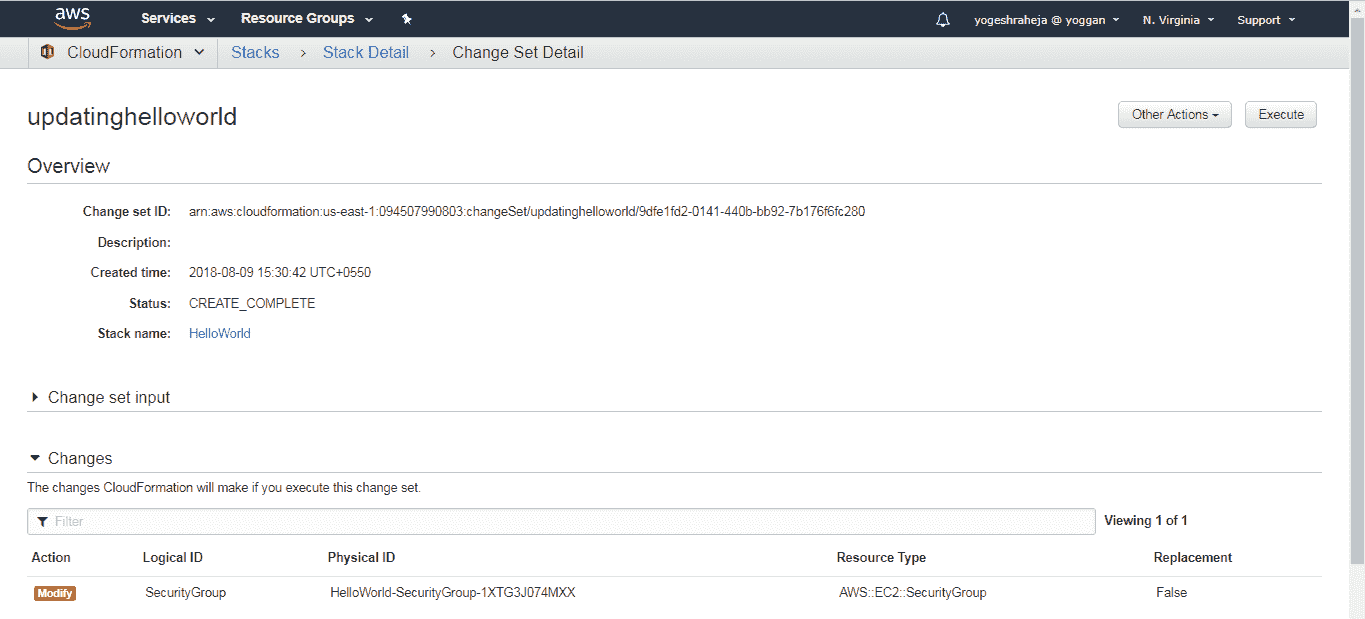 aws Services Resource Groups yogeshraheja @ yoggan N. Virginia Support
CloudFormation Stacks > Stack Detail > Change Set Detail
updatinghelloworld Other Actions Execute
Overview
Change set ID: arn:aws:cloudformation:us-east-1:094507990803:changeSet/updatinghelloworld/9dfe1fd2-0141-440b-bb92-7b176f6fc280
Description:
Created time: 2018-08-09 15:30:42 UTC+0550
Status: CREATE_COMPLETE
Stack name: HelloWorld
Change set input
Changes
The changes CloudFormation will make if you execute this change set.
Filter Viewing 1 of 1
Action Logical ID Physical ID Resource Type Replacement
Modify SecurityGroup HelloWorld-SecurityGroup-1XTG3J074MXX AWS::EC2::SecurityGroup False